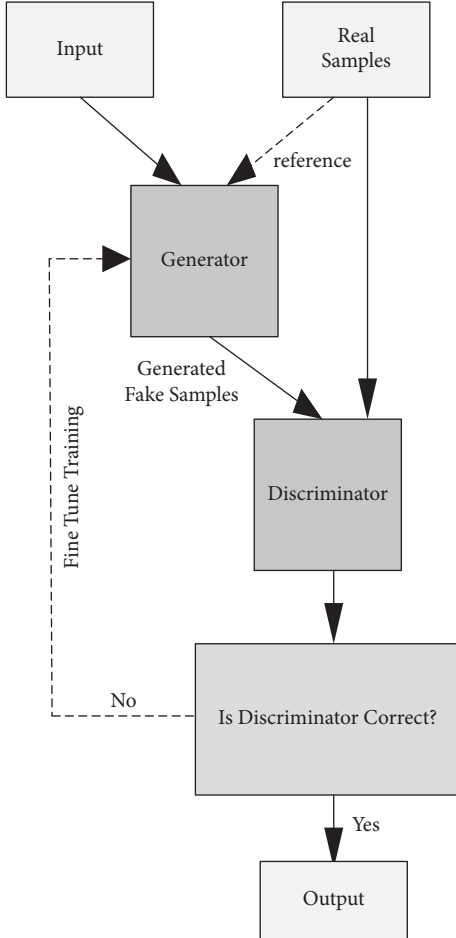 Input
Real
Samples
reference
Generator
Generated
Fake Samples
Fine Tune Training
Discriminator
No
Is Discriminator Correct?
Yes
Output